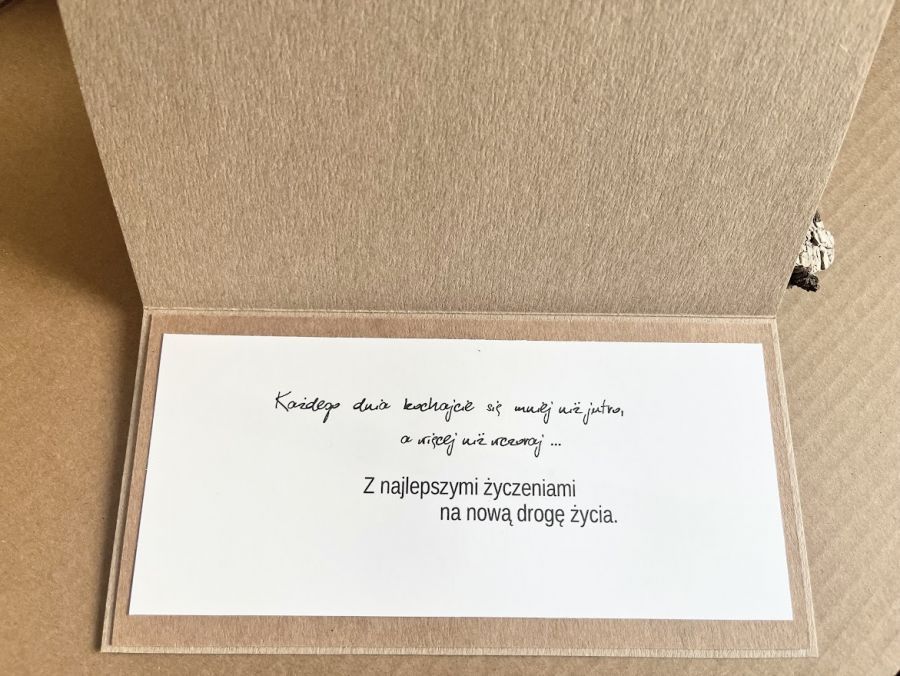 Każdego dnia kochajcie się mniej niż jutro,
a więcej niż wczoraj ...
Z najlepszymi życzeniami
na nową drogę życia.